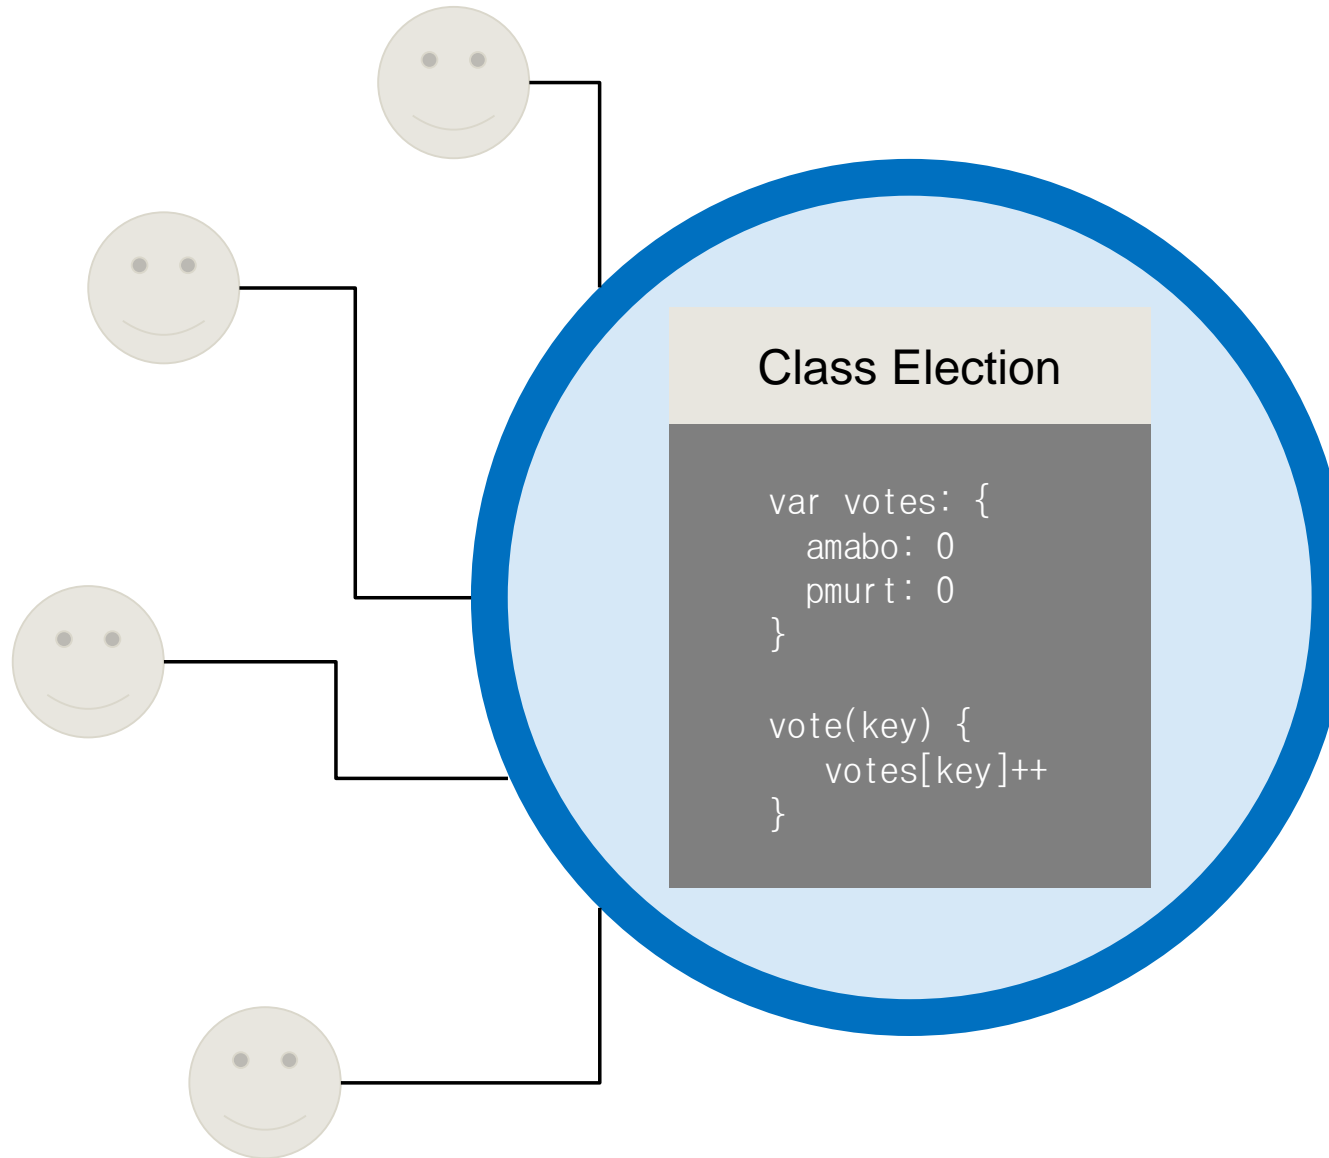 Class Election
var votes: {
amabo: 0
pmurt: 0
}
vote(key) {
votes[key]++
}